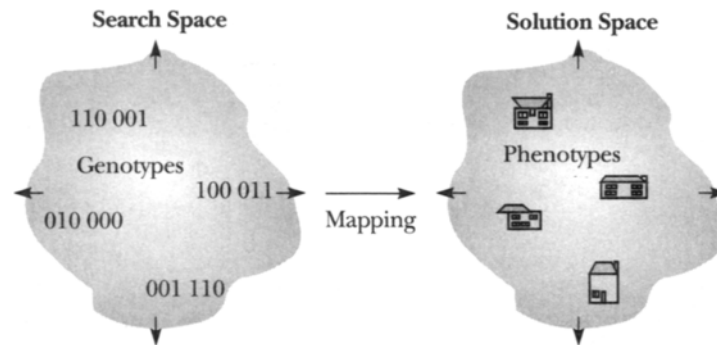 Search Space
Solution Space
110 001
Genotypes
100 011
010 000
001 110
Mapping
Phenotypes